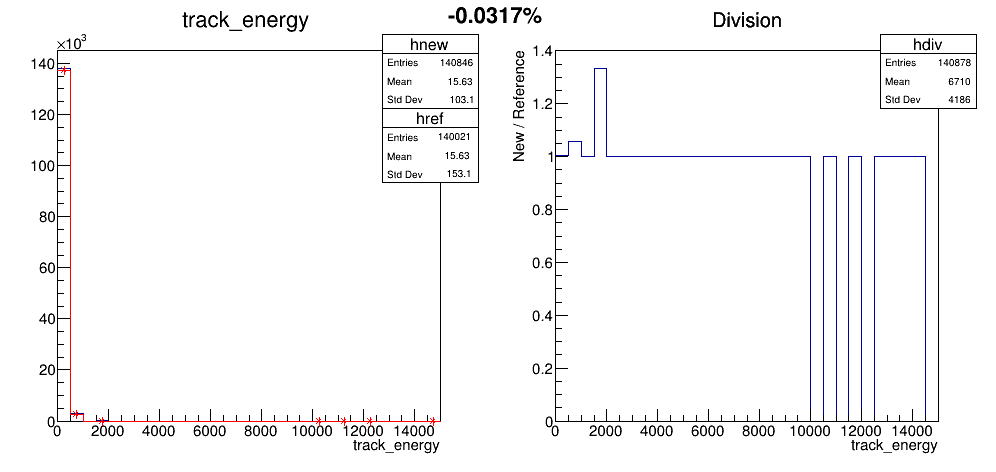 -0.0317%
track_energy
×10³
140
120
100
80
60
40
20
0
0 2000 4000 6000 8000 10000 12000 14000
track_energy
hnew
Entries 140846
Mean 15.63
Std Dev 103.1
href
Entries 140021
Mean 15.63
Std Dev 153.1
Division
New / Reference
1.4
1.2
1
0.8
0.6
0.4
0.2
0
0 2000 4000 6000 8000 10000 12000 14000
track_energy
hdiv
Entries 140878
Mean 6710
Std Dev 4186